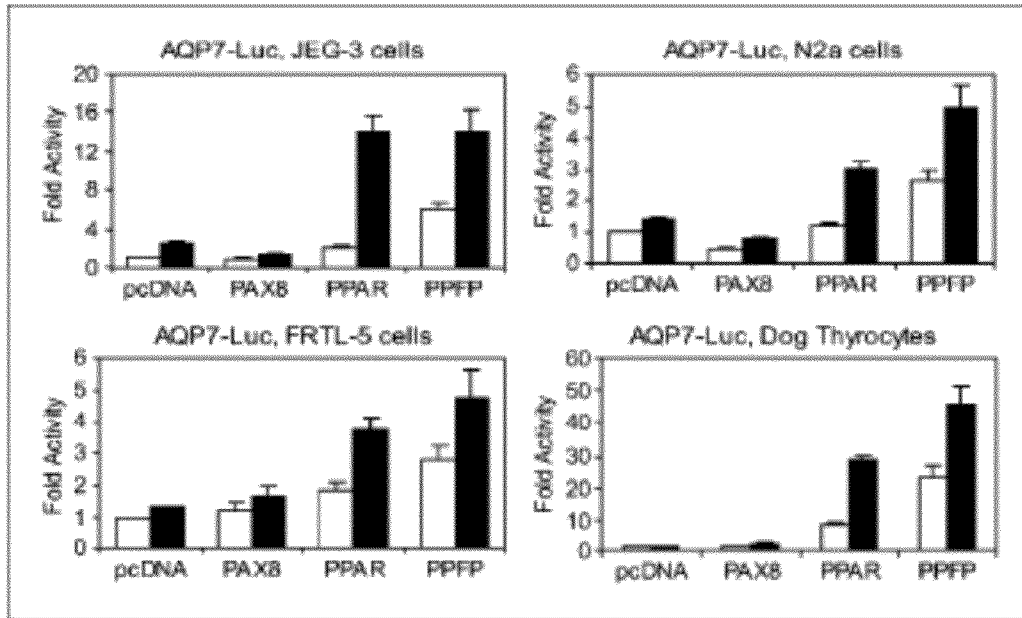 AQP7-Luc, JEG-3 cells
20
16
12
8
4
0
Fold Activity
pcDNA PAX8 PPAR PPFP
AQP7-Luc, N2a cells
6
5
4
3
2
1
0
Fold Activity
pcDNA PAX8 PPAR PPFP
AQP7-Luc, FRTL-5 cells
6
5
4
3
2
1
0
Fold Activity
pcDNA PAX8 PPAR PPFP
AQP7-Luc, Dog Thyrocytes
60
50
40
30
20
10
0
Fold Activity
pcDNA PAX8 PPAR PPFP